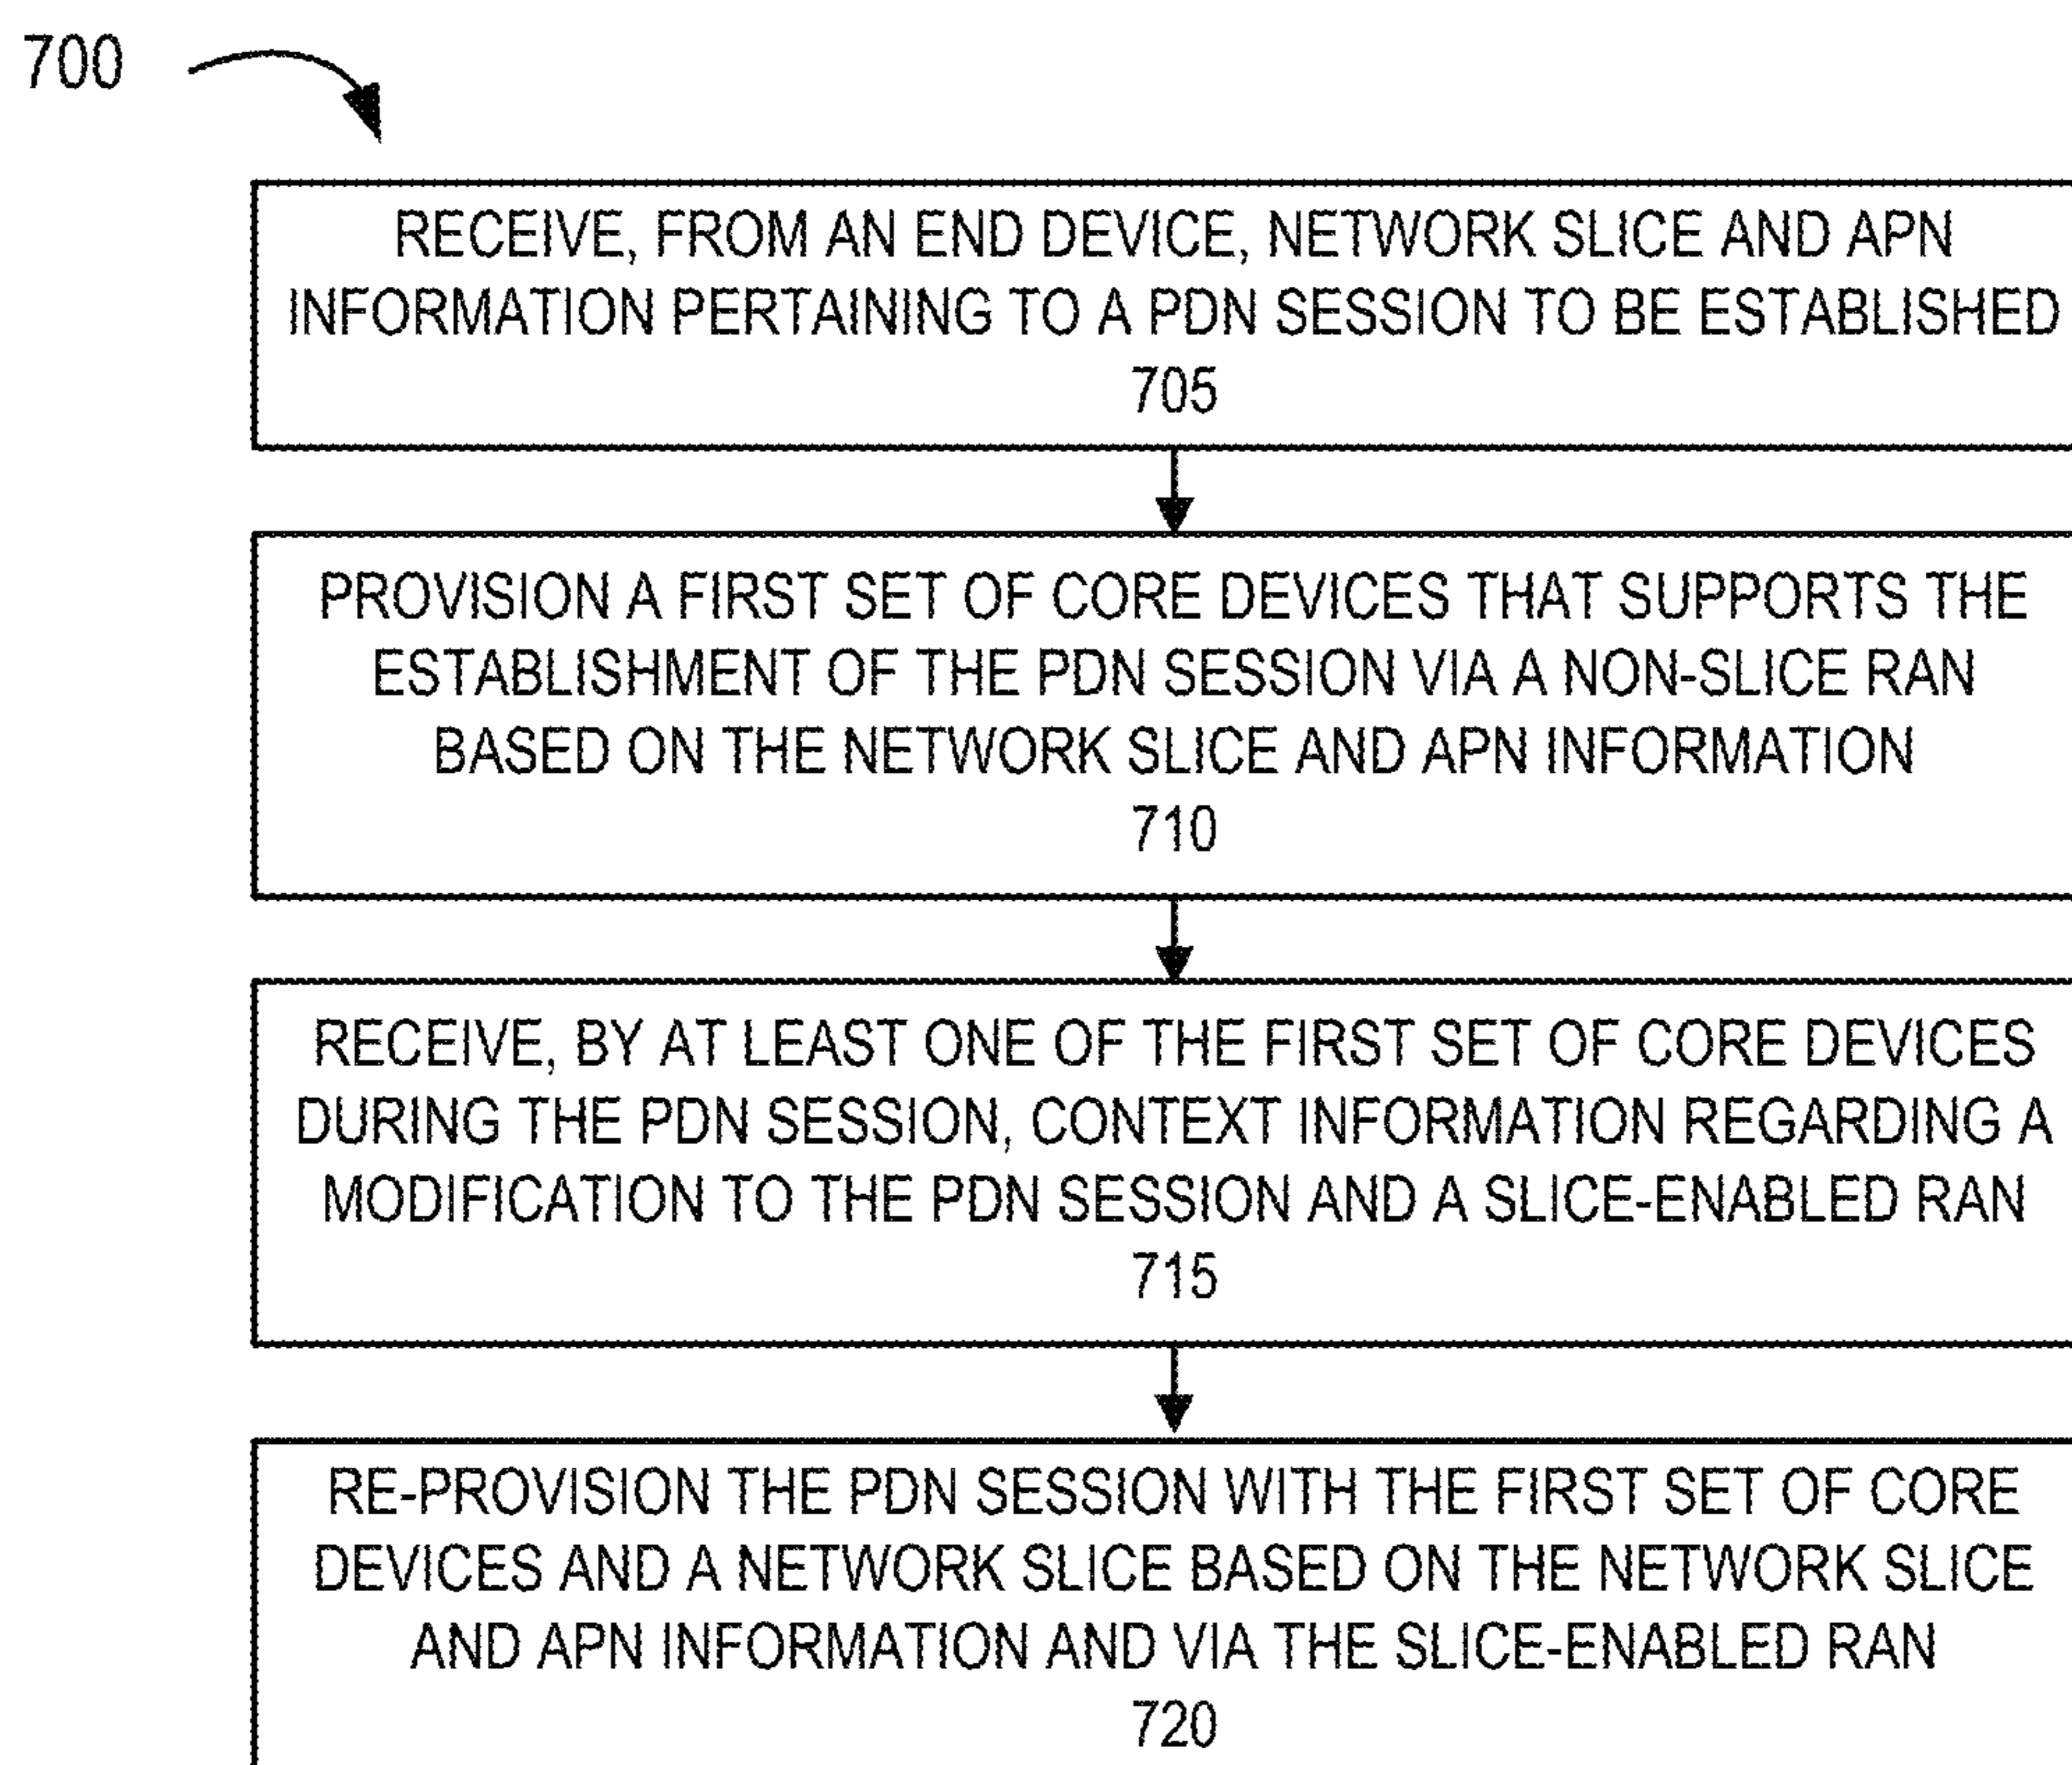 700
RECEIVE, FROM AN END DEVICE, NETWORK SLICE AND APN
INFORMATION PERTAINING TO A PDN SESSION TO BE ESTABLISHED
705
PROVISION A FIRST SET OF CORE DEVICES THAT SUPPORTS THE
ESTABLISHMENT OF THE PDN SESSION VIA A NON-SLICE RAN
BASED ON THE NETWORK SLICE AND APN INFORMATION
710
RECEIVE, BY AT LEAST ONE OF THE FIRST SET OF CORE DEVICES
DURING THE PDN SESSION, CONTEXT INFORMATION REGARDING A
MODIFICATION TO THE PDN SESSION AND A SLICE-ENABLED RAN
715
RE-PROVISION THE PDN SESSION WITH THE FIRST SET OF CORE
DEVICES AND A NETWORK SLICE BASED ON THE NETWORK SLICE
AND APN INFORMATION AND VIA THE SLICE-ENABLED RAN
720